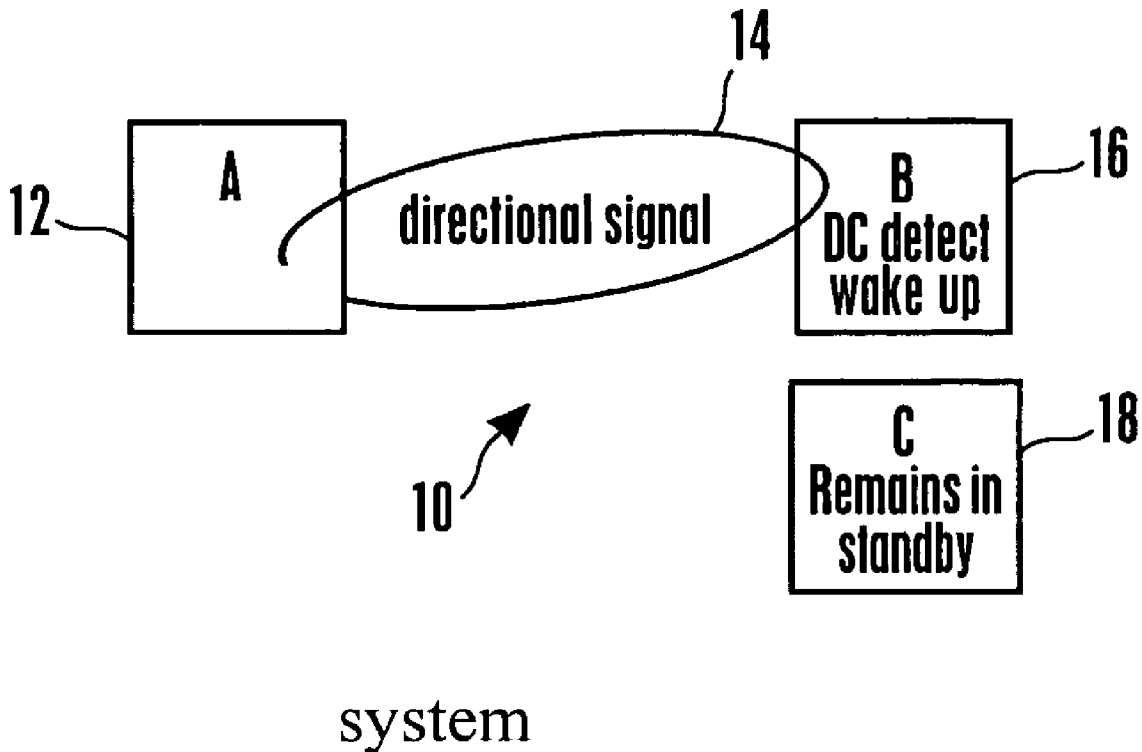 14
A
12
directional signal
B
DC detect
wake up
16
10
C
Remains in
standby
18
system